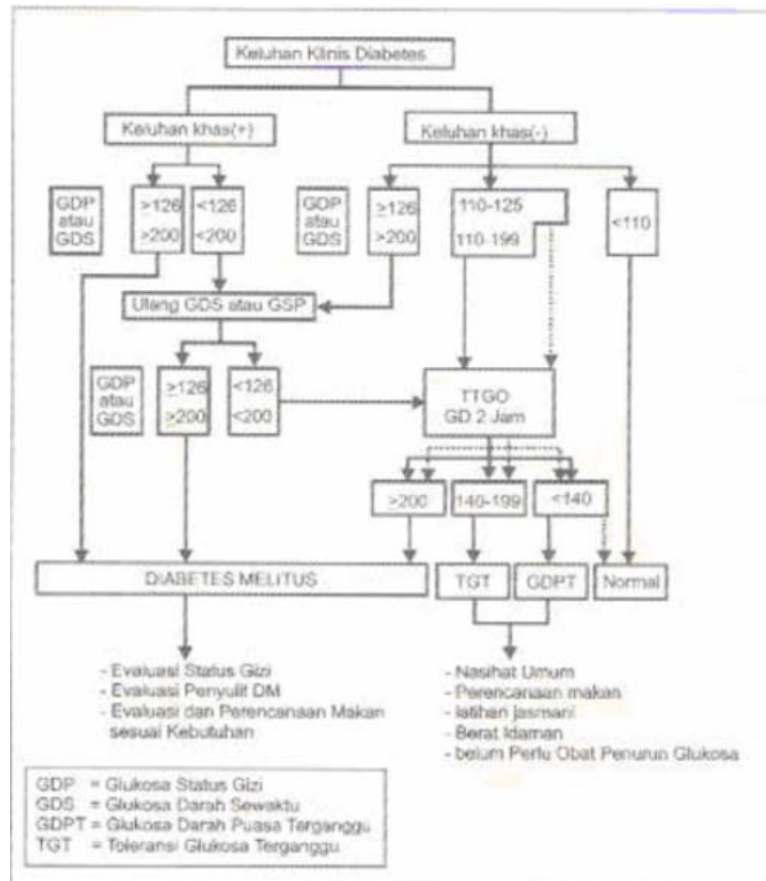 Keluhan Klinis Diabetes
Keluhan khas(+)
Keluhan khas(-)
GDP
atau
GDS
≥126
>200
<126
<200
GDP
atau
GDS
≥126
>200
110-125
110-199
<110
Ulang GDS atau GSP
GDP
atau
GDS
≥126
≥200
<126
<200
TTGO
GD 2 Jam
≥200
140-199
<140
DIABETES MELITUS
TGT
GDPT
Normal
- Evaluasi Status Gizi
- Evaluasi Penyulit DM
- Evaluasi dan Perencanaan Makan
sesuai Kebutuhan
- Nasihat Umum
- Perencanaan makan
- latihan jasmani
- Berat Idaman
- belum Perlu Obat Penurun Glukosa
GDP = Glukosa Status Gizi
GDS = Glukosa Darah Sewaktu
GDPT = Glukosa Darah Puasa Terganggu
TGT = Toleransi Glukosa Terganggu